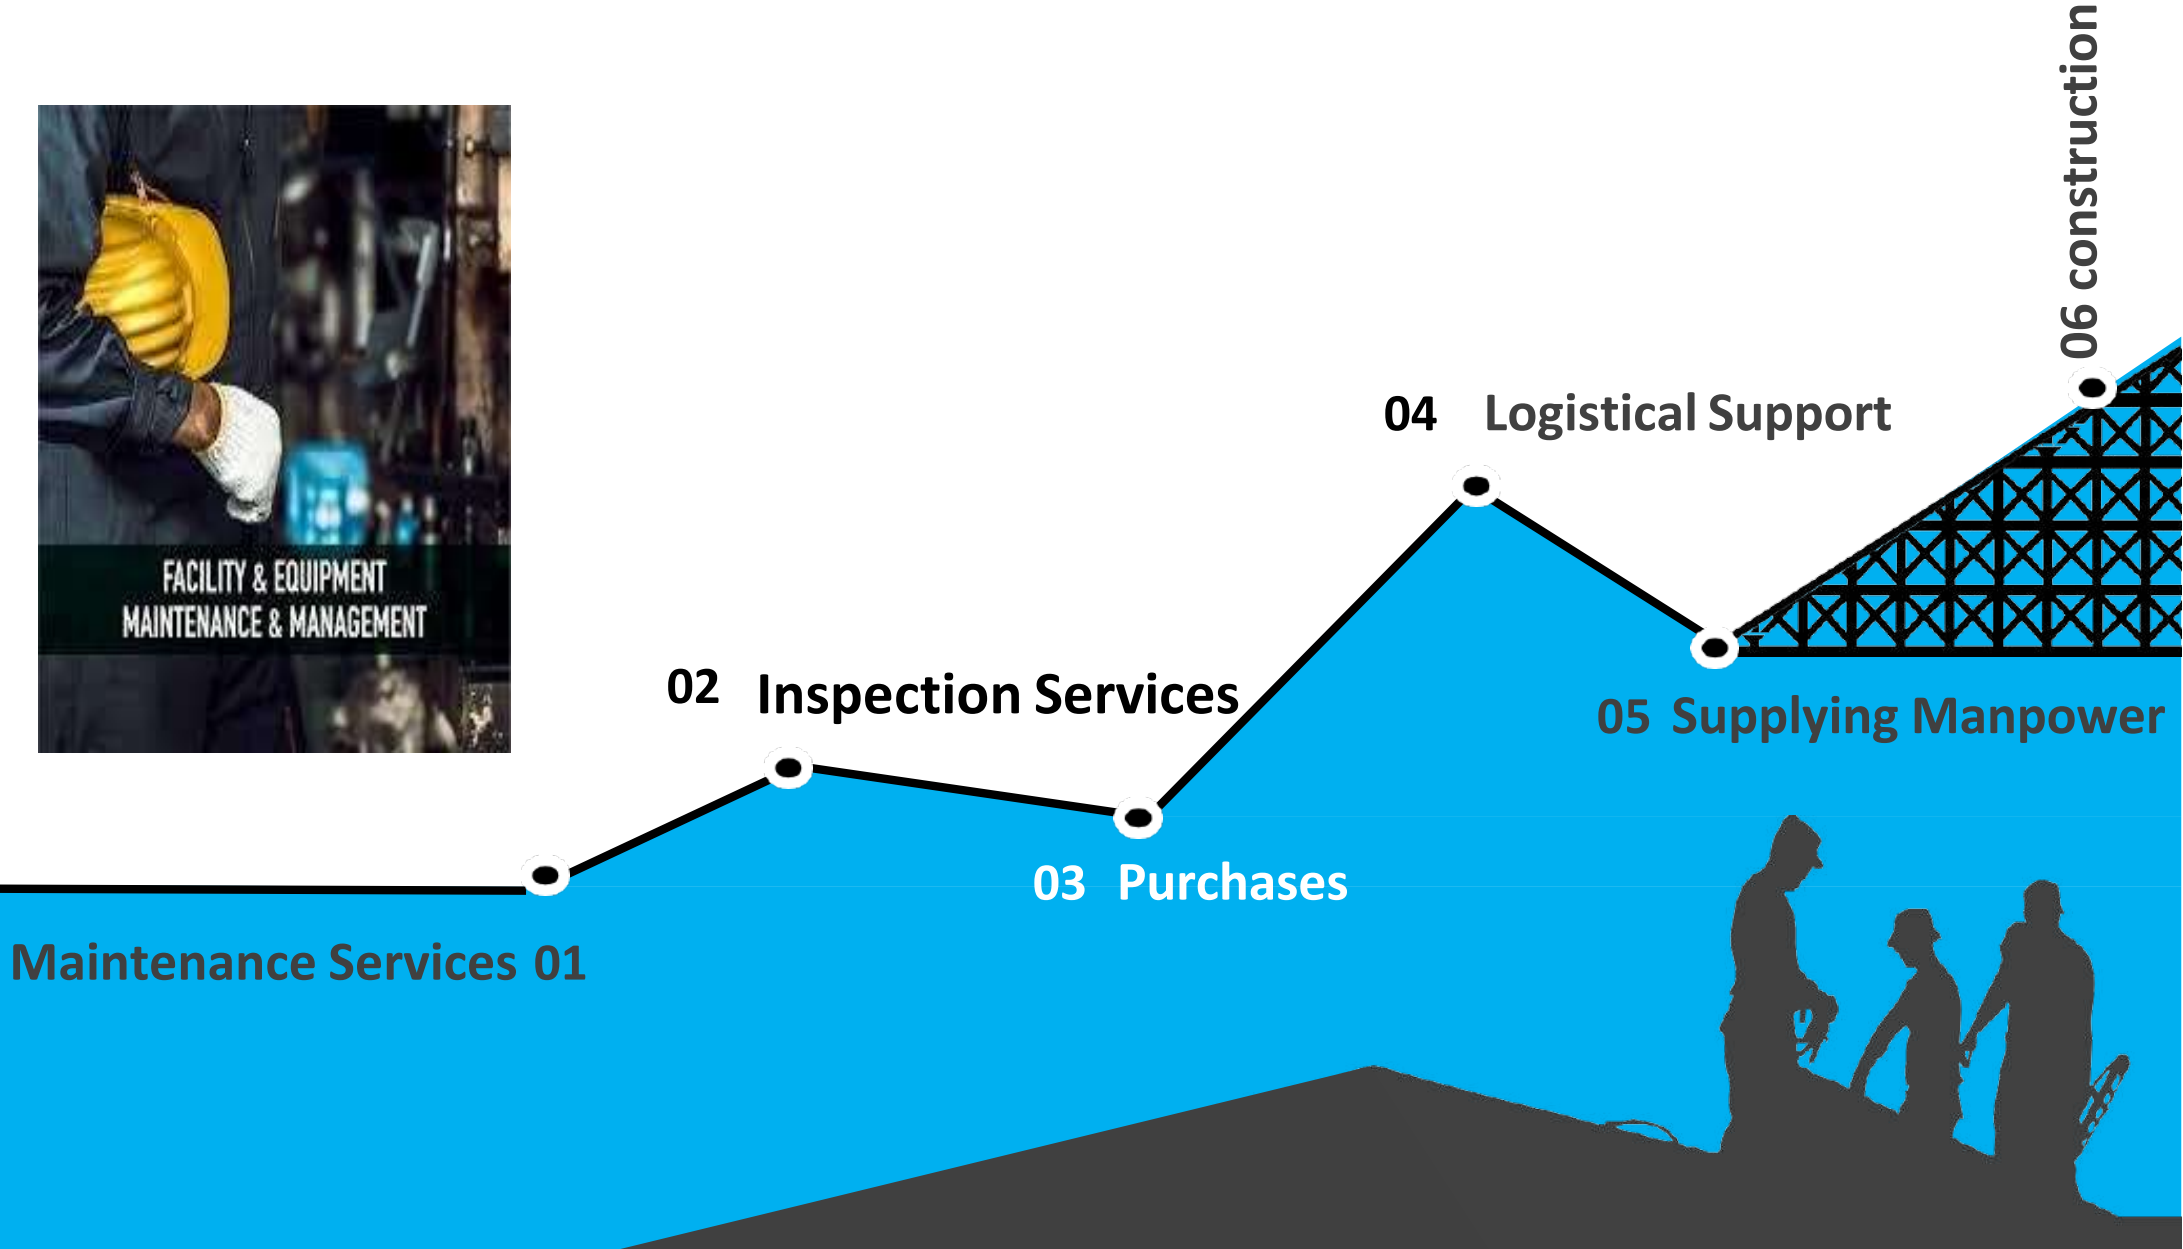 FACILITY & EQUIPMENT
MAINTENANCE & MANAGEMENT
Maintenance Services 01
02 Inspection Services
03 Purchases
04 Logistical Support
05 Supplying Manpower
06 construction